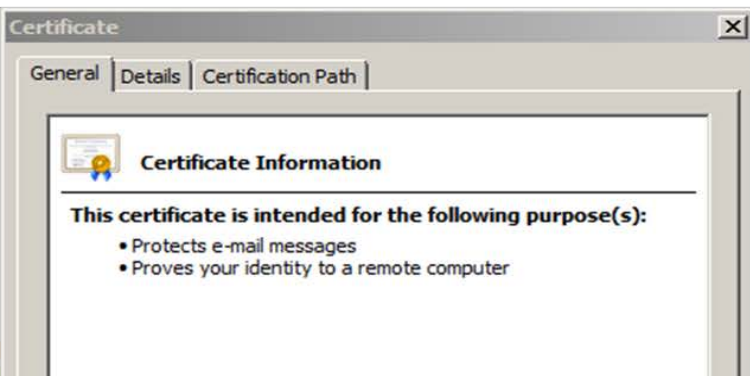 Certificate
General
Details
Certification Path
Certificate Information
This certificate is intended for the following purpose(s):
• Protects e-mail messages
• Proves your identity to a remote computer